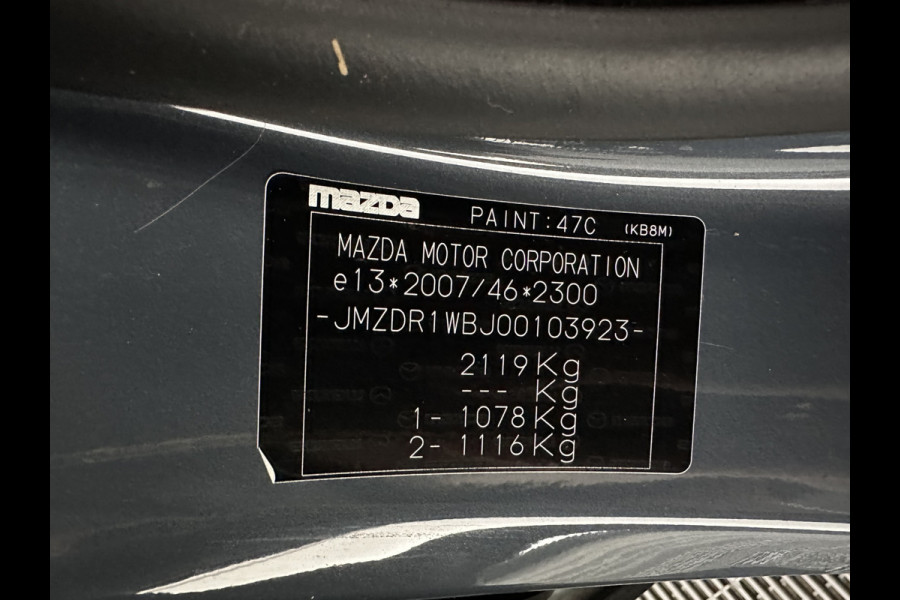 mazda PAINT:47C (KB8M)
MAZDA MOTOR CORPORATION
e13*2007/46*2300
-JMZDR1WBJ00103923-
2119Kg
--- Kg
1- 1078Kg
2- 1116Kg